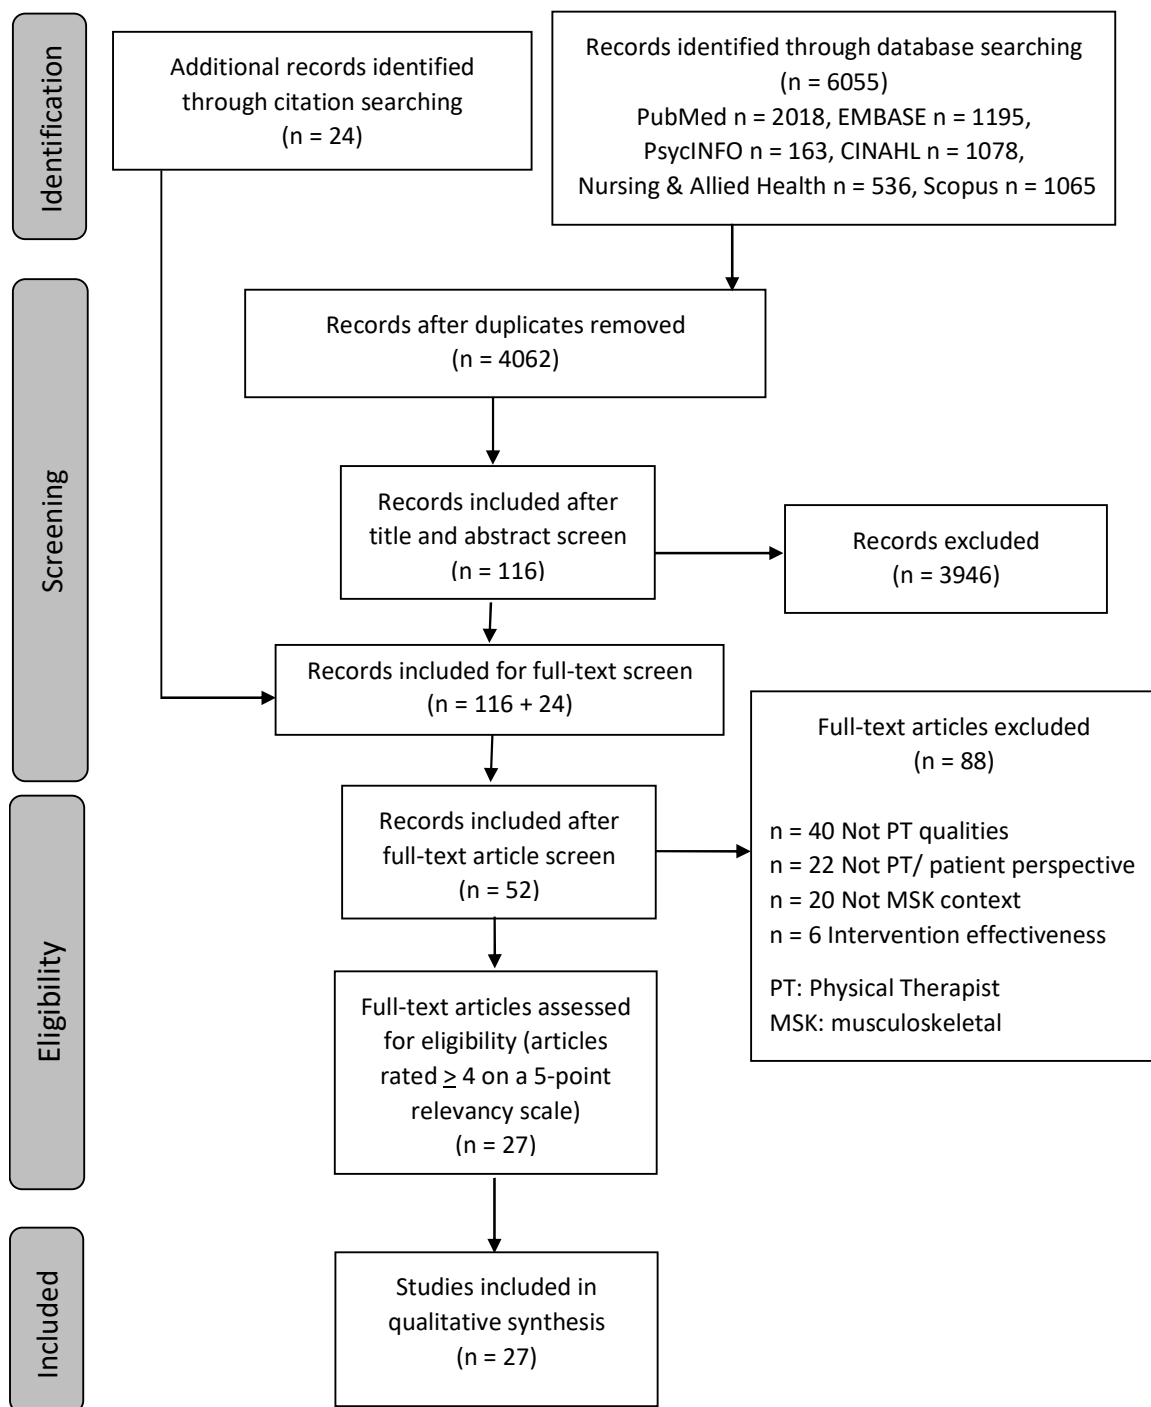 Identification
Additional records identified
through citation searching
(n = 24)
Records identified through database searching
(n = 6055)
PubMed n = 2018, EMBASE n = 1195,
PsycINFO n = 163, CINAHL n = 1078,
Nursing & Allied Health n = 536, Scopus n = 1065
Screening
Records after duplicates removed
(n = 4062)
Records included after
title and abstract screen
(n = 116)
Records excluded
(n = 3946)
Records included for full-text screen
(n = 116 + 24)
Eligibility
Records included after
full-text article screen
(n = 52)
Full-text articles excluded
(n = 88)
n = 40 Not PT qualities
n = 22 Not PT/ patient perspective
n = 20 Not MSK context
n = 6 Intervention effectiveness
PT: Physical Therapist
MSK: musculoskeletal
Full-text articles assessed
for eligibility (articles
rated ≥ 4 on a 5-point
relevancy scale)
(n = 27)
Included
Studies included in
qualitative synthesis
(n = 27)